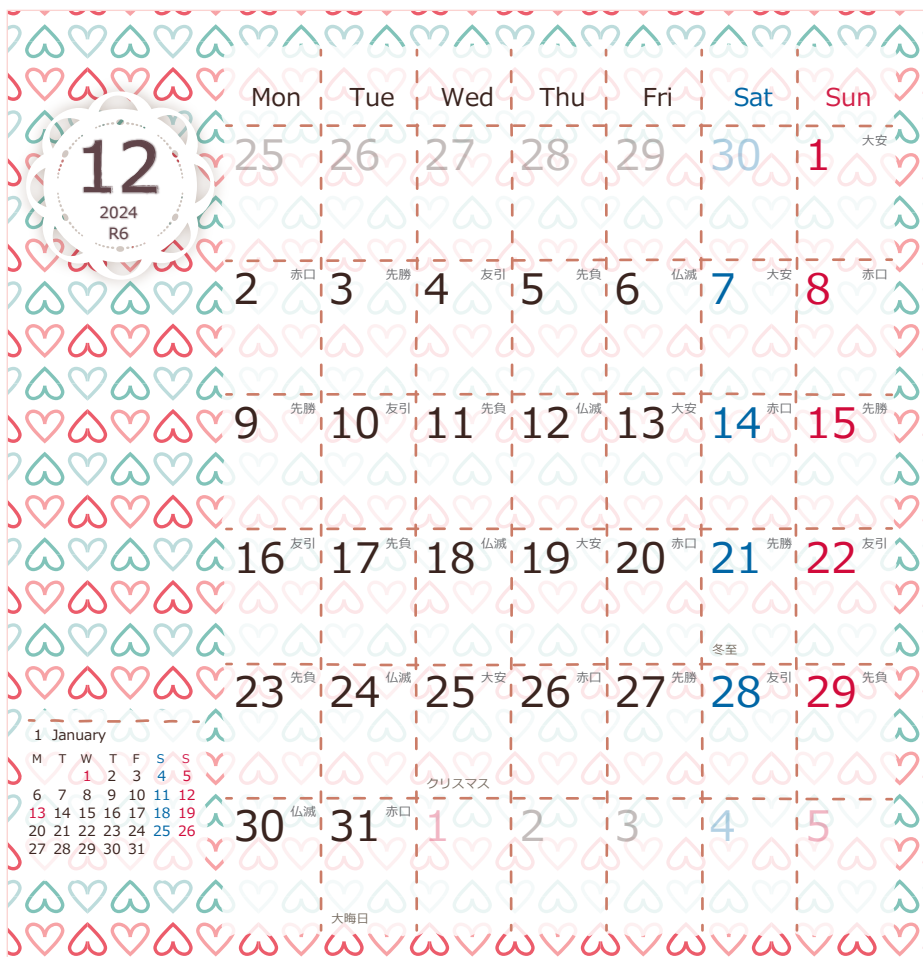 12
2024
R6
Mon Tue Wed Thu Fri Sat Sun
25 26 27 28 29 30 1 大安
2 赤口 3 先勝 4 友引 5 先負 6 仏滅 7 大安 8 赤口
9 先勝 10 友引 11 先負 12 仏滅 13 大安 14 赤口 15 先勝
16 友引 17 先負 18 仏滅 19 大安 20 赤口 21 先勝 22 友引
冬至
23 先負 24 仏滅 25 大安 26 赤口 27 先勝 28 友引 29 先負
クリスマス
30 仏滅 31 赤口 1 2 3 4 5
大晦日
1 January
M T W T F S S
1 2 3 4 5
6 7 8 9 10 11 12
13 14 15 16 17 18 19
20 21 22 23 24 25 26
27 28 29 30 31